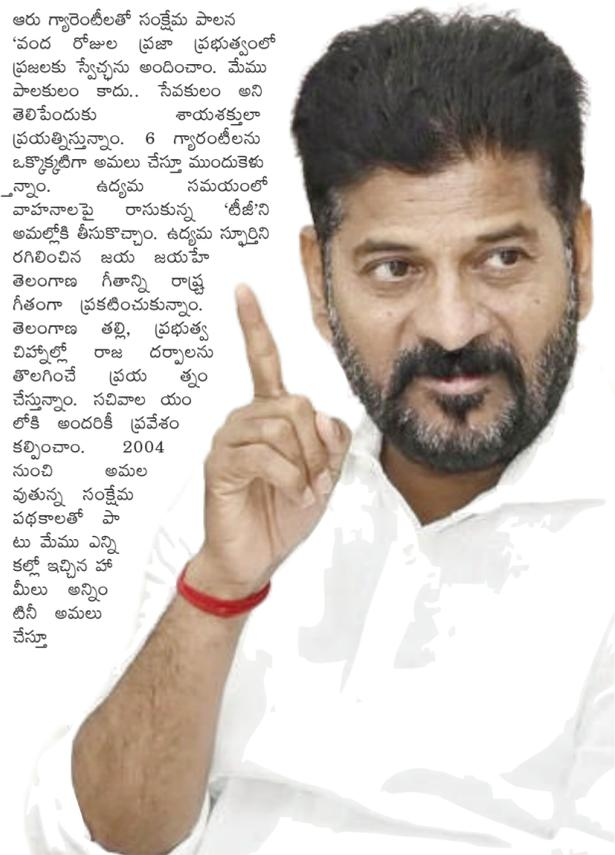 ఆరు గ్యారెంటీలతో సంక్షేమ పాలన
‘వంద రోజుల ప్రజా ప్రభుత్వంలో
ప్రజలకు స్వేచ్ఛను అందించాం. మేము
పాలకులం కాదు.. సేవకులం అని
తెలిపేందుకు శాయశక్తులా
ప్రయత్నిస్తున్నాం. 6 గ్యారంటీలను
ఒక్కొక్కటిగా అమలు చేస్తూ ముందుకెళు
్తన్నాం. ఉద్యమ సమయంలో
వాహనాలపై రాసుకున్న ‘టీజీ’ని
అమల్లోకి తీసుకొచ్చాం. ఉద్యమ స్ఫూర్తిని
రగిలించిన జయ జయహే
తెలంగాణ గీతాన్ని రాష్ట్ర
గీతంగా ప్రకటించుకున్నాం.
తెలంగాణ తల్లి, ప్రభుత్వ
చిహ్నాల్లో రాజ దర్పాలను
తొలగించే ప్రయ త్నం
చేస్తున్నాం. సచివాల యం
లోకి అందరికీ ప్రవేశం
కల్పించాం. 2004
నుంచి అమల
వుతున్న సంక్షేమ
పథకాలతో పా
టు మేము ఎన్ని
కల్లో ఇచ్చిన హా
మీలు అన్నిం
టినీ అమలు
చేస్తూ